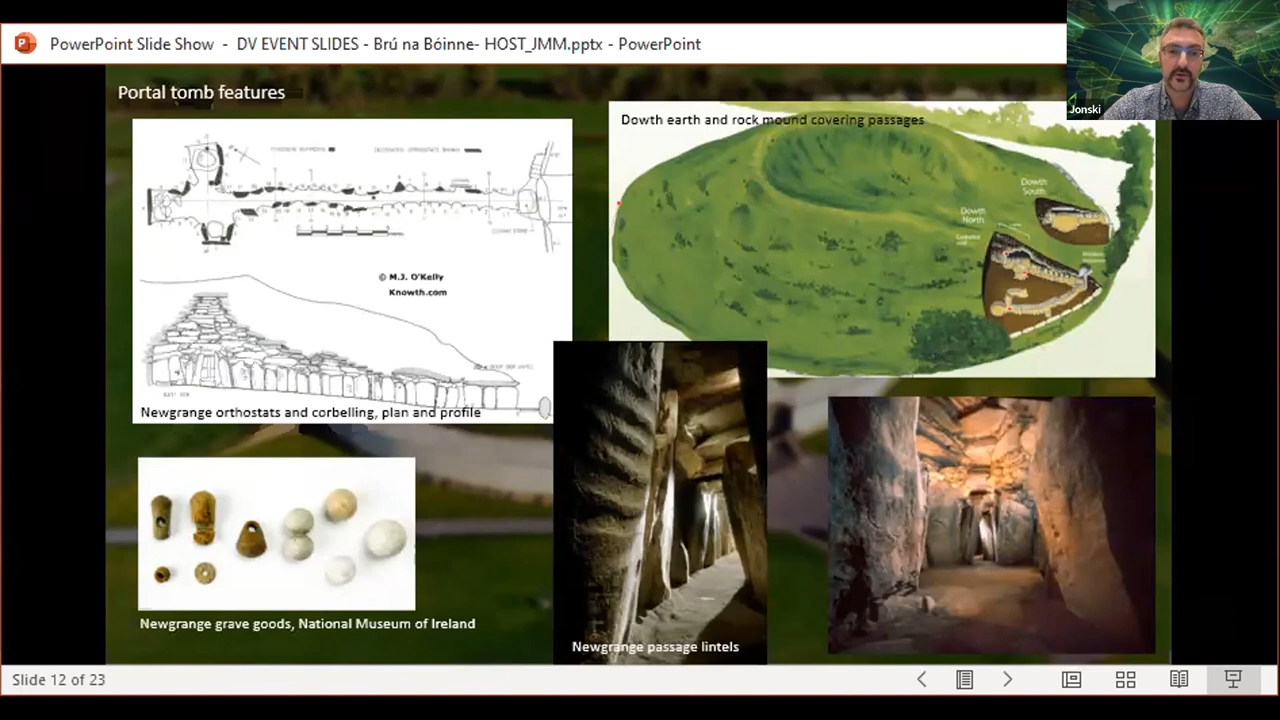 PowerPoint Slide Show - DV EVENT SLIDES - Brú na Bóinne- HOST_JMM.pptx - PowerPoint
Jonski
Portal tomb features
Dowth earth and rock mound covering passages
Dowth
South
Dowth
North
© M.J. O'Kelly
Knowth.com
Newgrange orthostats and corbelling, plan and profile
Newgrange grave goods, National Museum of Ireland
Newgrange passage lintels
Slide 12 of 23